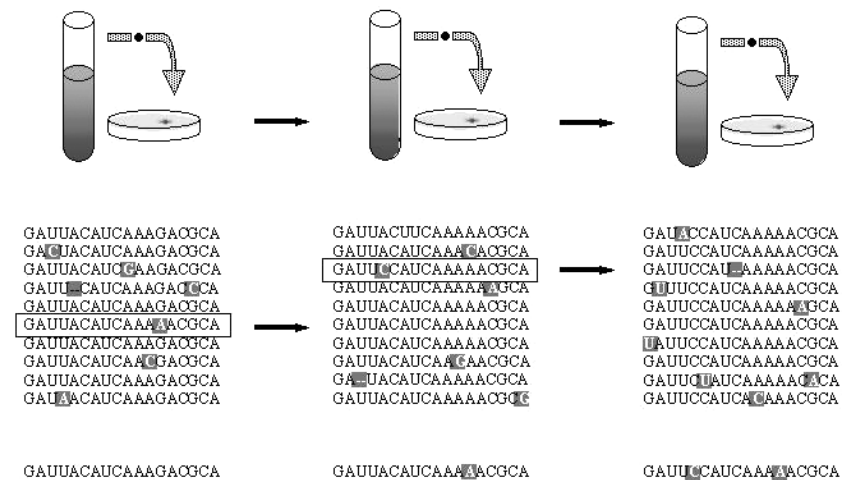 GAUUACAUCAAAGACGCA
GACUACAUCAAAGACGCA
GAUUACAUCGAAGACGCA
GAUU--CAUCAAAGACCCA
GAUUACAUCAAAGACGCA
GAUUACAUCAAAAACGCA
GAUUACAUCAAAGACGCA
GAUUACAUCAACGACGCA
GAUUACAUCAAAGACGCA
GAUAACAUCAAAGACGCA
GAUUACAUCAAAGACGCA
GAUUACUUCAAAAACGCA
GAUUACAUCAAACACGCA
GAUUCCAUCAAAAACGCA
GAUUACAUCAAAAAAGCA
GAUUACAUCAAAAACGCA
GAUUACAUCAAAAACGCA
GAUUACAUCAAAAACGCA
GAUUACAUCAAGAACGCA
GA--UACAUCAAAAACGCA
GAUUACAUCAAAAACGCG
GAUUACAUCAAAAACGCA
GAUACCAUCAAAAACGCA
GAUUCCAUCAAAAACGCA
GAUUCCAU--AAAAACGCA
GUUUCCAUCAAAAACGCA
GAUUCCAUCAAAAAAGCA
GAUUCCAUCAAAAACGCA
UAUUCCAUCAAAAACGCA
GAUUCCAUCAAAAACGCA
GAUUCUAUCAAAAACACA
GAUUCCAUCACAAACGCA
GAUUCCAUCAAAAACGCA